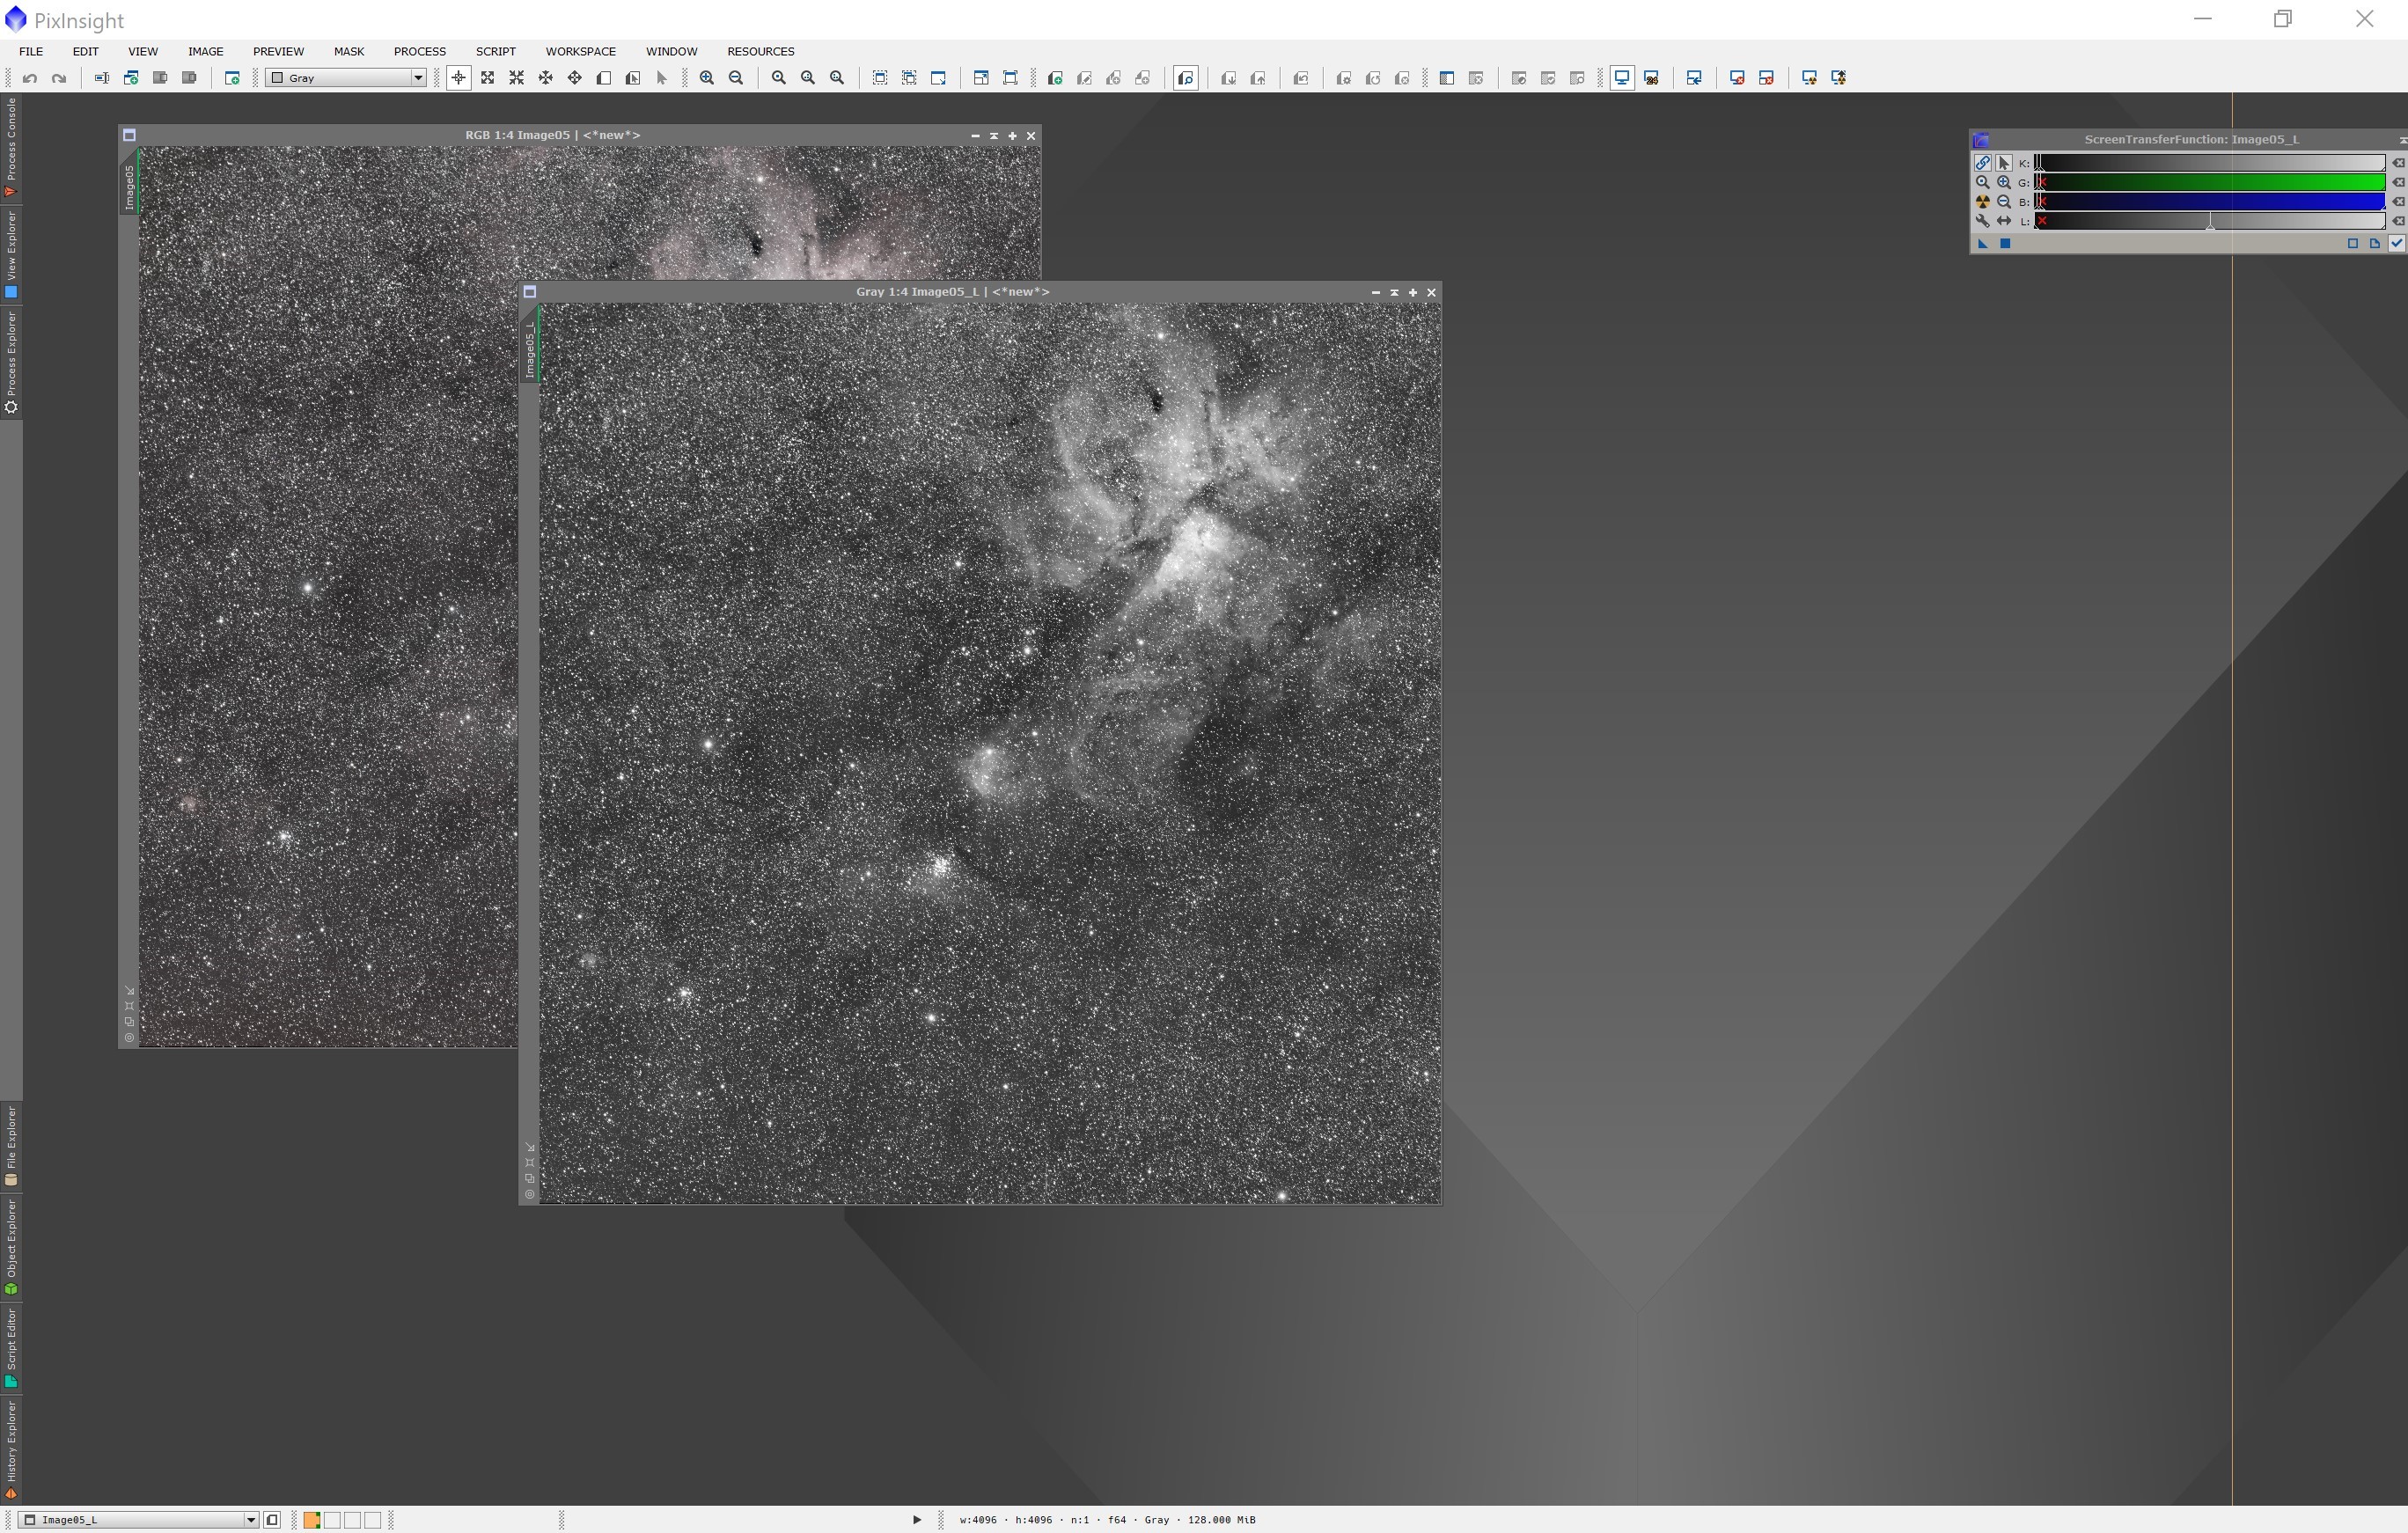 PixInsight
FILE EDIT VIEW IMAGE PREVIEW MASK PROCESS SCRIPT WORKSPACE WINDOW RESOURCES
Gray
Process Console
View Explorer
Process Explorer
File Explorer
Object Explorer
Script Editor
History Explorer
RGB 1:4 Image05 | <*new*>
Image05
Gray 1:4 Image05_L | <*new*>
Image05_L
ScreenTransferFunction: Image05_L
K:
G:
B:
L:
Image05_L
w:4096 · h:4096 · n:1 · f64 · Gray · 128.000 MiB